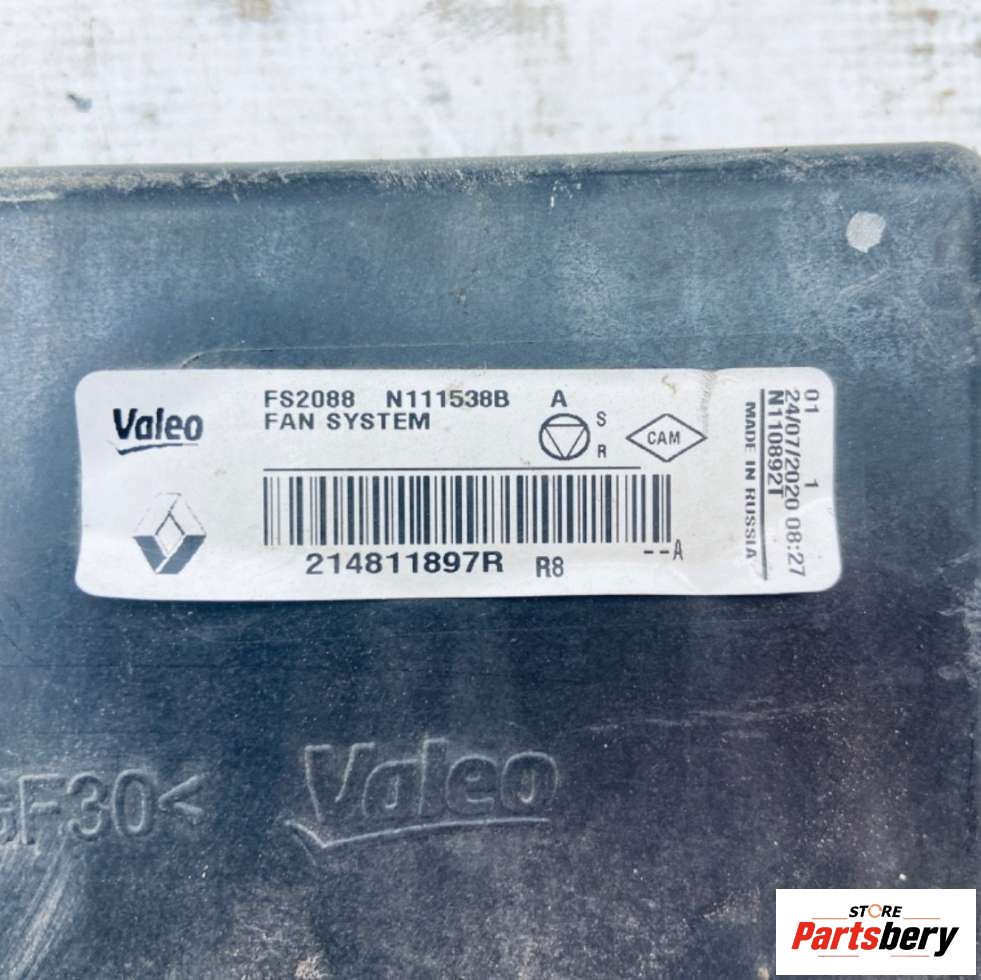 Valeo
FS2088 N111538B A
FAN SYSTEM
S
R
CAM
214811897R R8
--A
01 1
24/07/2020 08:27
N110892T
MADE IN RUSSIA
F30<
Valeo
STORE
Partsbery